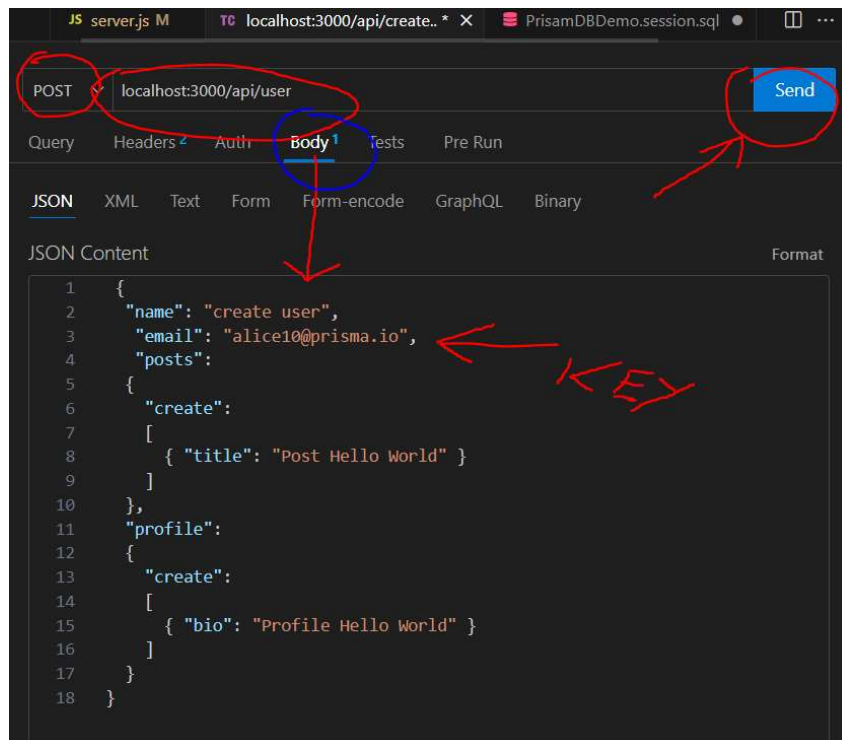 JS server.js M TC localhost:3000/api/create.. * X PrisamDBDemo.session.sql ● ···
POST localhost:3000/api/user Send
Query Headers 2 Auth Body 1 Tests Pre Run
JSON XML Text Form Form-encode GraphQL Binary
JSON Content Format
1 {
2 "name": "create user",
3 "email": "alice10@prisma.io",
4 "posts":
5 {
6 "create":
7 [
8 { "title": "Post Hello World" }
9 ]
10 },
11 "profile":
12 {
13 "create":
14 [
15 { "bio": "Profile Hello World" }
16 ]
17 }
18 }
KEY